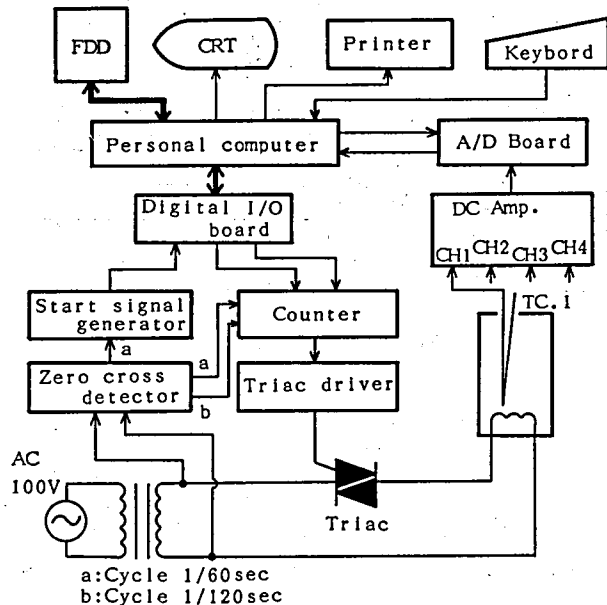 FDD
CRT
Printer
Keybord
Personal computer
A/D Board
Digital I/O
board
DC Amp.
CH1 CH2 CH3 CH4
Start signal
generator
Counter
TC. i
a
a
b
Zero cross
detector
Triac driver
AC
100V
Triac
a:Cycle 1/60sec
b:Cycle 1/120sec